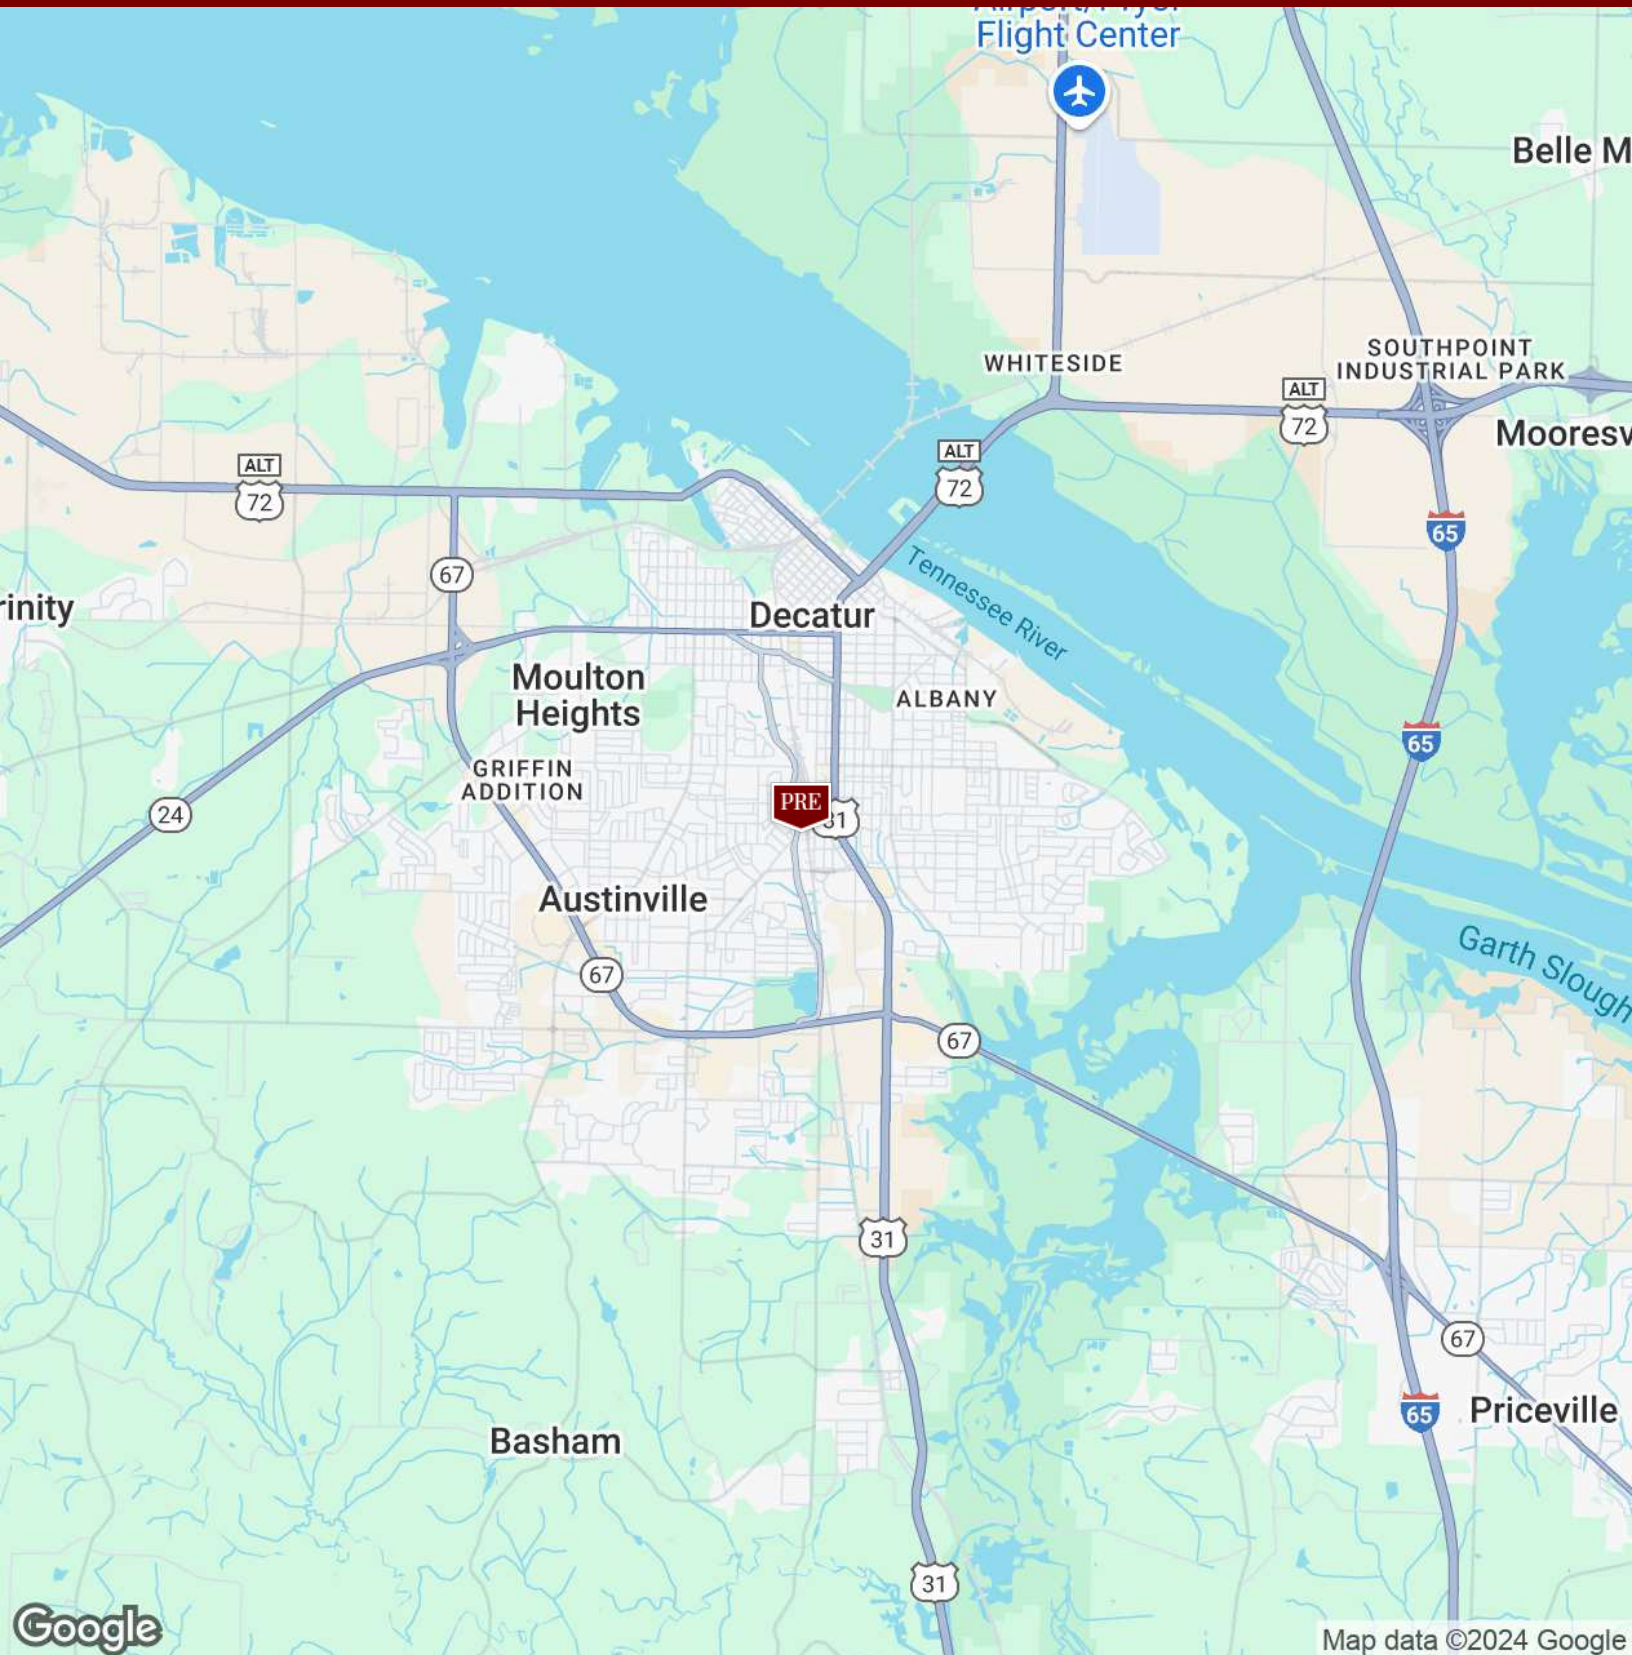 Flight Center
Belle M
WHITESIDE
SOUTHPOINT
INDUSTRIAL PARK
ALT
72
Mooresv
ALT
72
ALT
72
65
67
Tennessee River
rinity
Decatur
Moulton
Heights
ALBANY
65
GRIFFIN
ADDITION
24
PRE
31
Austinville
Garth Slough
67
67
31
67
65
Priceville
Basham
31
Google
Map data ©2024 Google